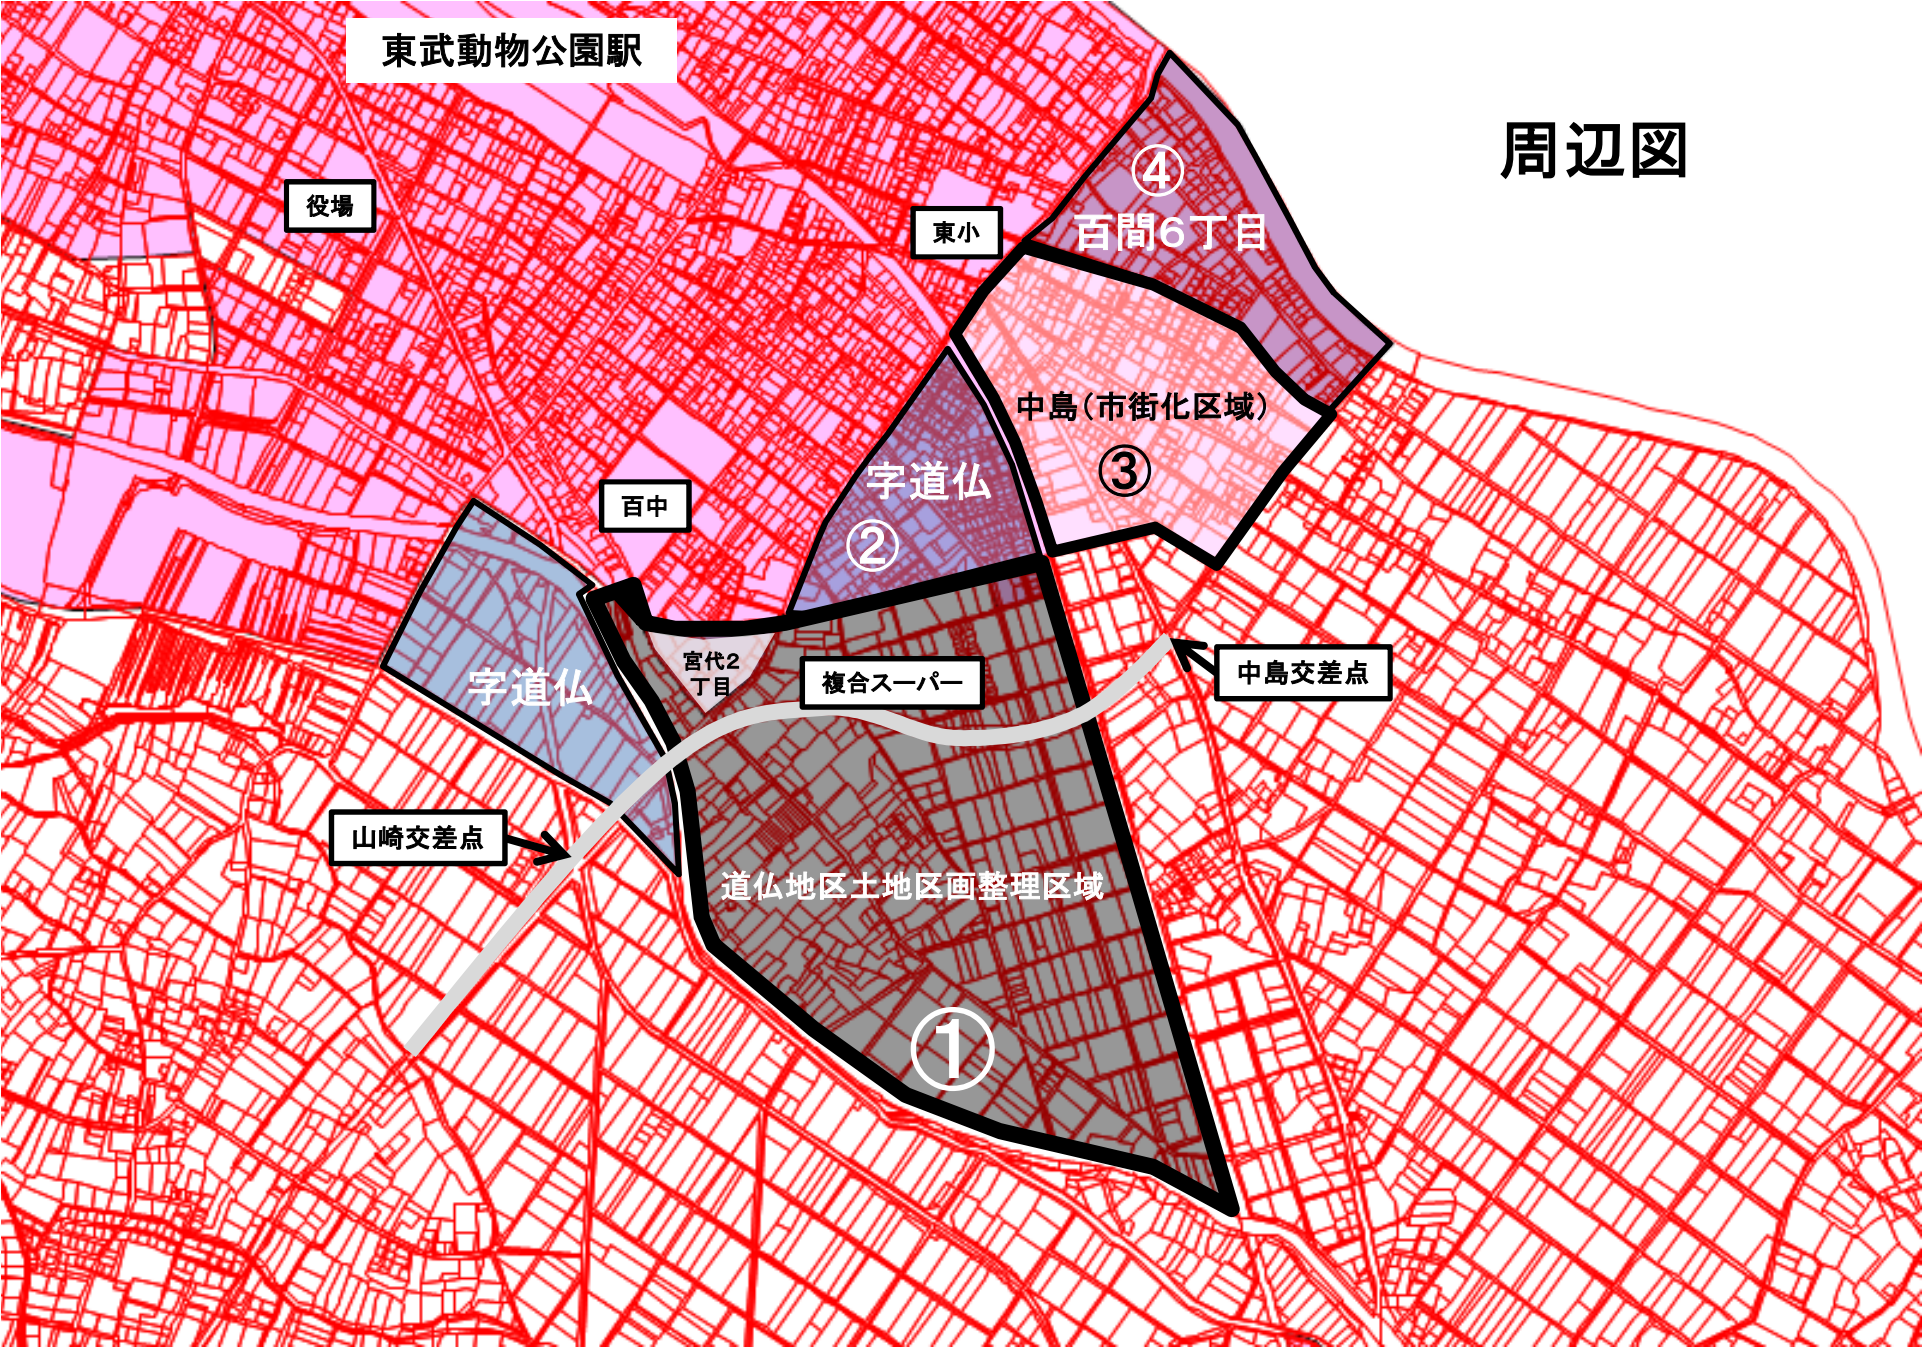 東武動物公園駅
周辺図
役場
東小
④
百間6丁目
中島(市街化区域)
③
字道仏
②
百中
宮代2
丁目
複合スーパー
中島交差点
字道仏
山崎交差点
道仏地区土地区画整理区域
①